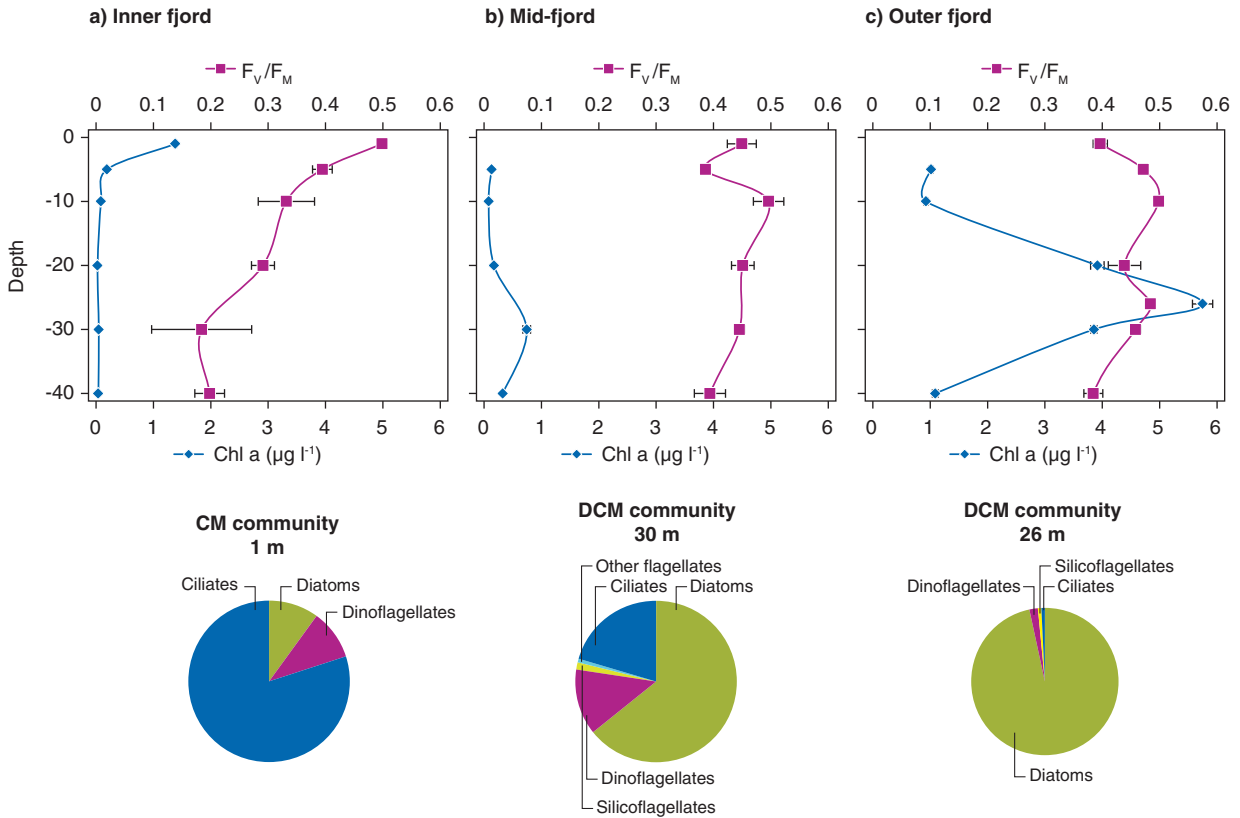 a) Inner fjord
b) Mid-fjord
c) Outer fjord
Fv/FM
Fv/FM
Fv/FM
0 0.1 0.2 0.3 0.4 0.5 0.6
0 0.1 0.2 0.3 0.4 0.5 0.6
0 0.1 0.2 0.3 0.4 0.5 0.6
Depth
0
-10
-20
-30
-40
0 1 2 3 4 5 6
0 1 2 3 4 5 6
0 1 2 3 4 5 6
Chl a (µg l-1)
Chl a (µg l-1)
Chl a (µg l-1)
CM community
1 m
Ciliates
Diatoms
Dinoflagellates
DCM community
30 m
Other flagellates
Ciliates
Diatoms
Dinoflagellates
Silicoflagellates
DCM community
26 m
Silicoflagellates
Dinoflagellates
Ciliates
Diatoms